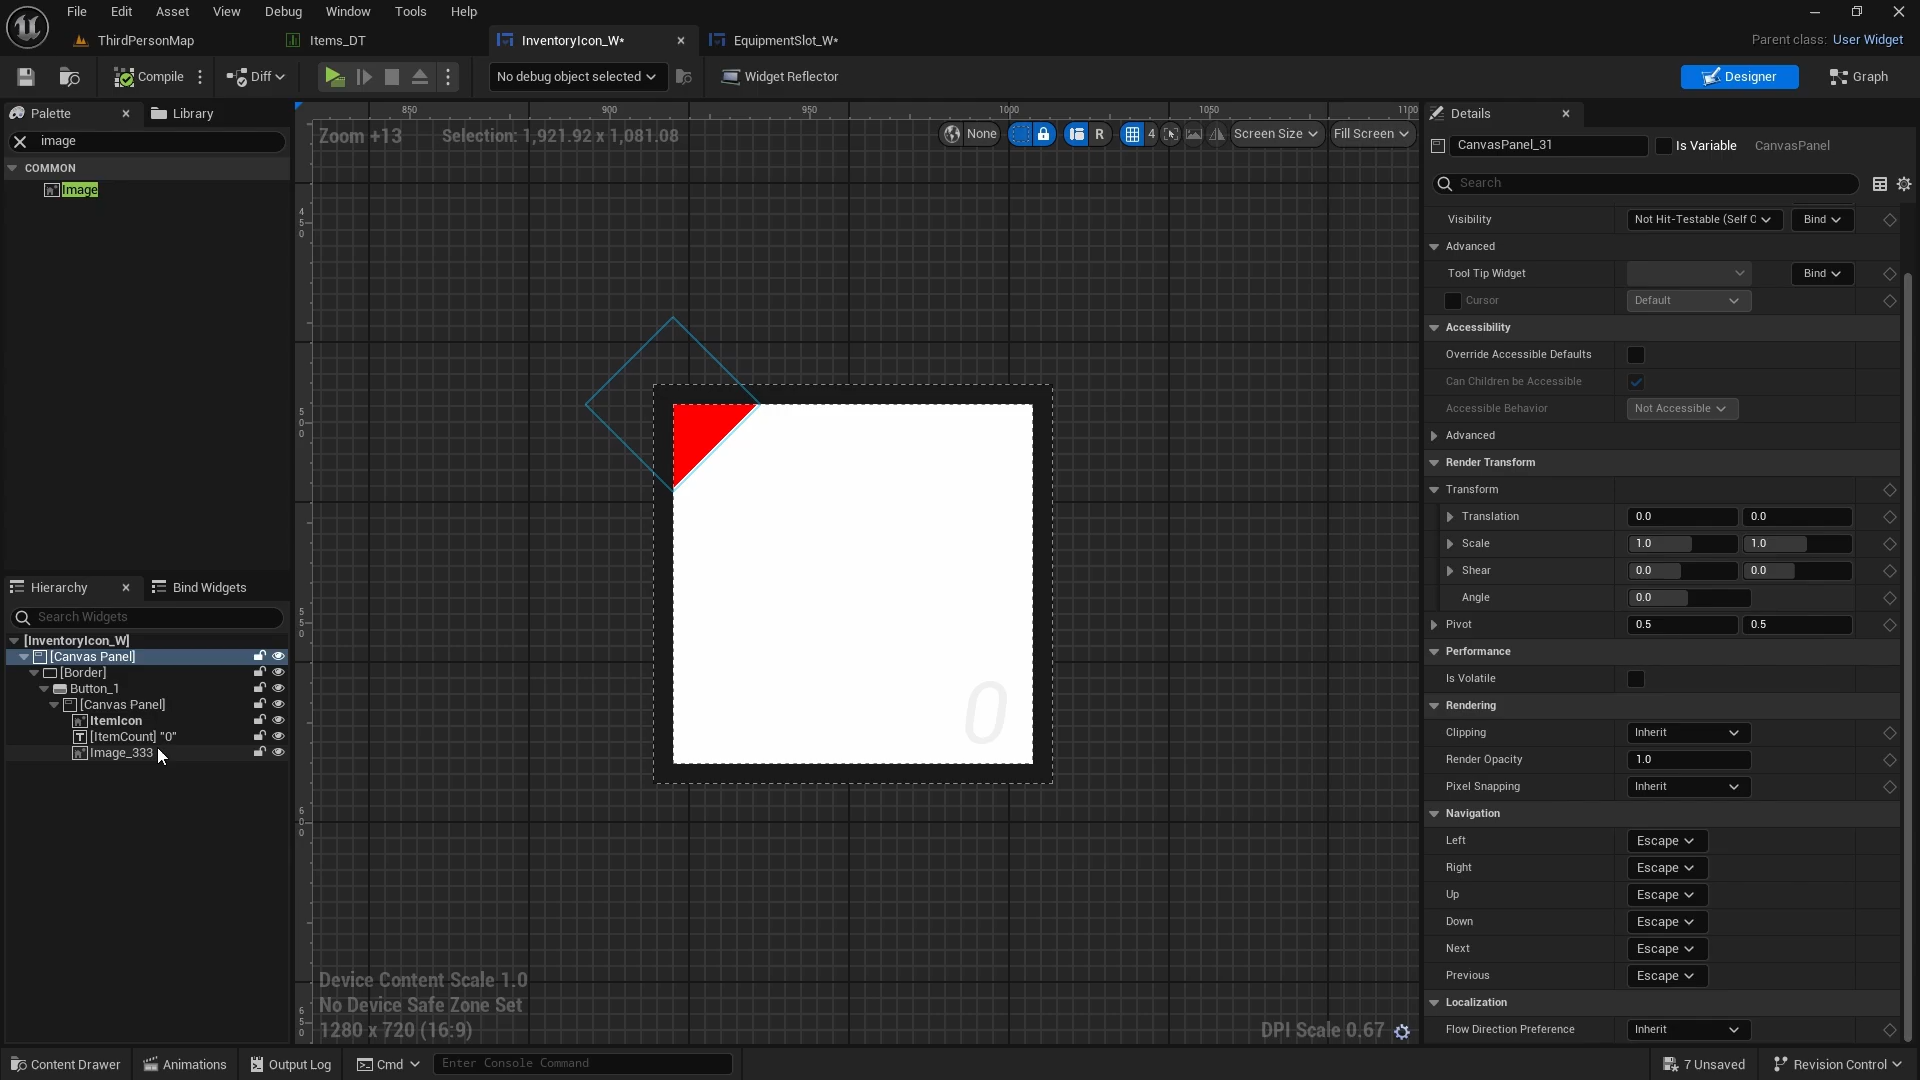 File Edit Asset View Debug Window Tools Help
ThirdPersonMap Items_DT InventoryIcon_W* EquipmentSlot_W* Parent class: User Widget
Compile Diff No debug object selected Widget Reflector Designer Graph
Palette Library
image
COMMON
Image
Hierarchy Bind Widgets
Search Widgets
[InventoryIcon_W]
[Canvas Panel]
[Border]
Button_1
[Canvas Panel]
ItemIcon
[ItemCount] "0"
Image_333
850 900 950 1000 1050 1100
Zoom +13 Selection: 1,921.92 x 1,081.08 None R 4 Screen Size Fill Screen
4
5
0
5
0
0
5
5
0
6
0
0
6
5
0
0
Device Content Scale 1.0
No Device Safe Zone Set
1280 x 720 (16:9) DPI Scale 0.67
Details
CanvasPanel_31 Is Variable CanvasPanel
Search
Visibility Not Hit-Testable (Self C Bind
Advanced
Tool Tip Widget Bind
Cursor Default
Accessibility
Override Accessible Defaults
Can Children be Accessible
Accessible Behavior Not Accessible
Advanced
Render Transform
Transform
Translation 0.0 0.0
Scale 1.0 1.0
Shear 0.0 0.0
Angle 0.0
Pivot 0.5 0.5
Performance
Is Volatile
Rendering
Clipping Inherit
Render Opacity 1.0
Pixel Snapping Inherit
Navigation
Left Escape
Right Escape
Up Escape
Down Escape
Next Escape
Previous Escape
Localization
Flow Direction Preference Inherit
Content Drawer Animations Output Log Cmd Enter Console Command 7 Unsaved Revision Control